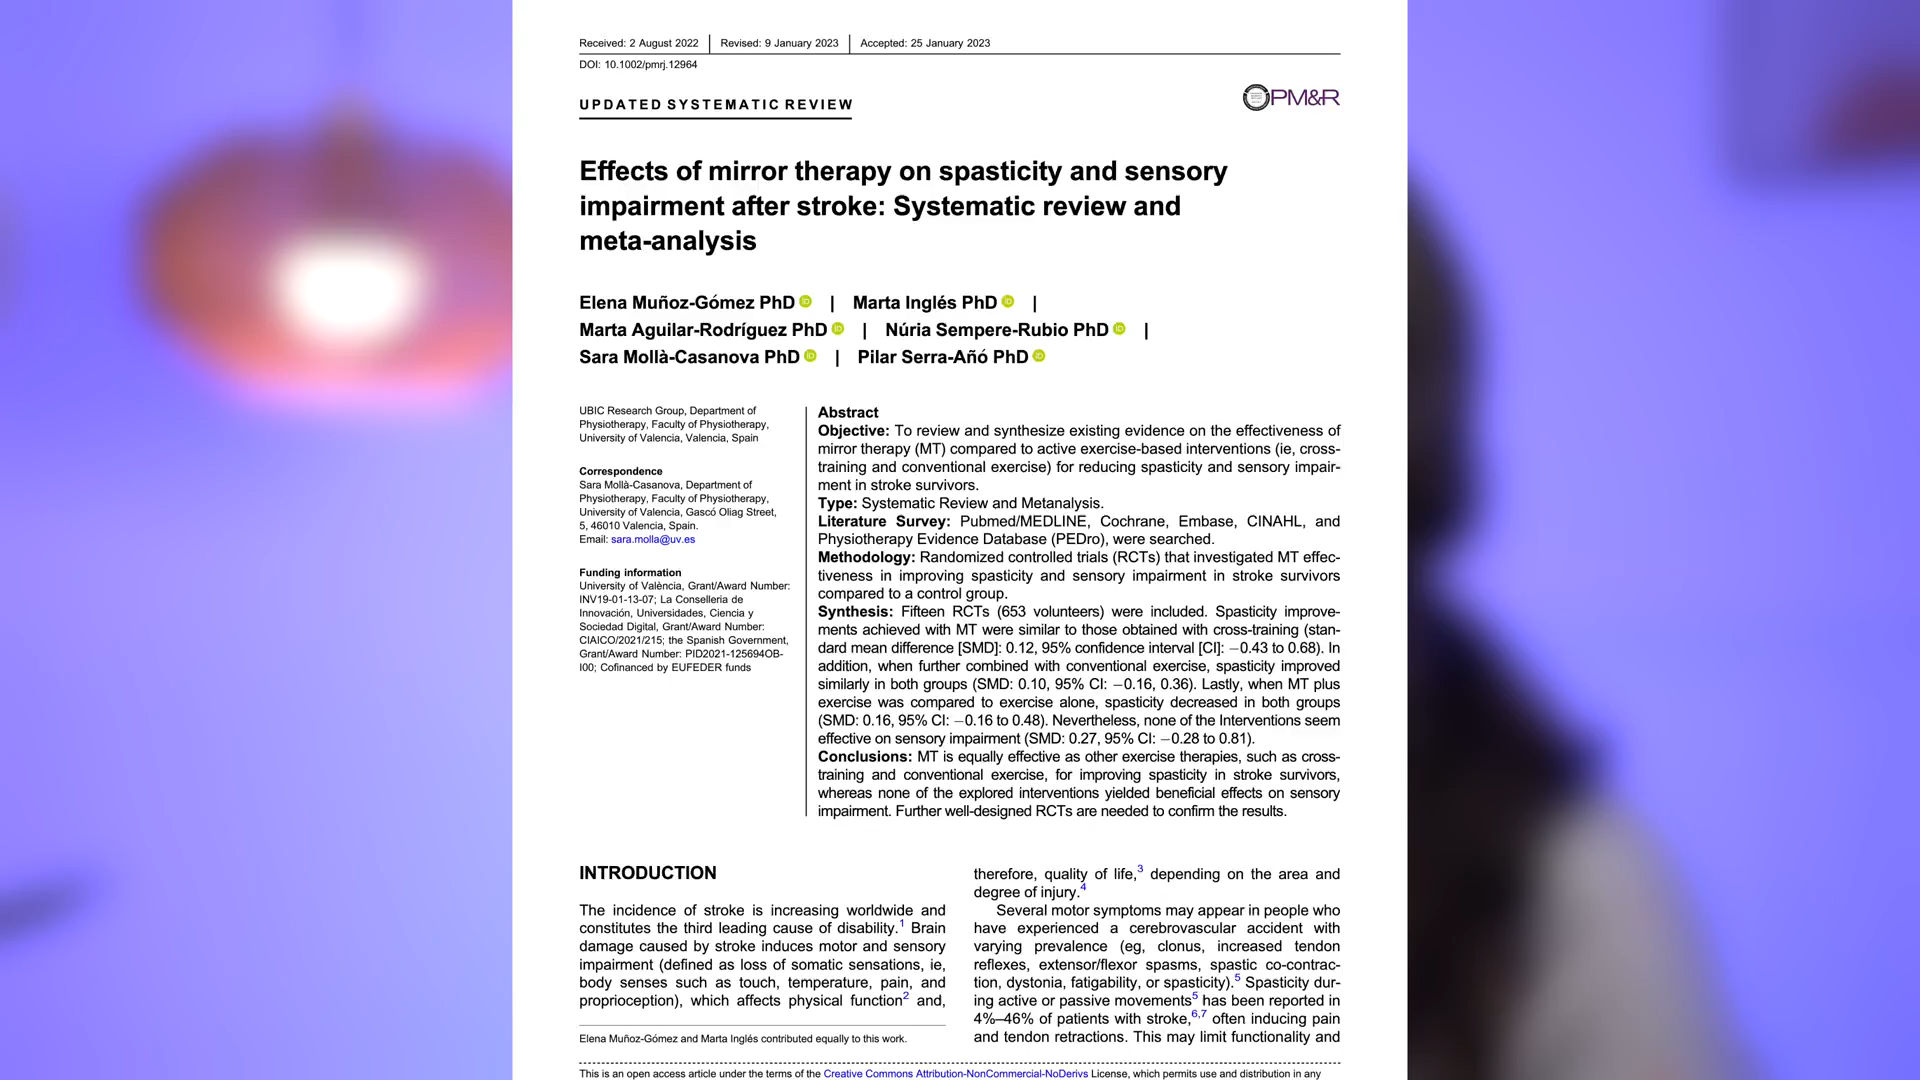 Received: 2 August 2022 | Revised: 9 January 2023 | Accepted: 25 January 2023
DOI: 10.1002/pmrj.12964
UPDATED SYSTEMATIC REVIEW
PM&R
Effects of mirror therapy on spasticity and sensory
impairment after stroke: Systematic review and
meta-analysis
Elena Muñoz-Gómez PhD | Marta Inglés PhD |
Marta Aguilar-Rodríguez PhD | Núria Sempere-Rubio PhD |
Sara Mollà-Casanova PhD | Pilar Serra-Añó PhD
UBIC Research Group, Department of
Physiotherapy, Faculty of Physiotherapy,
University of Valencia, Valencia, Spain
Correspondence
Sara Mollà-Casanova, Department of
Physiotherapy, Faculty of Physiotherapy,
University of Valencia, Gascó Oliag Street,
5, 46010 Valencia, Spain.
Email: sara.molla@uv.es
Funding information
University of València, Grant/Award Number:
INV19-01-13-07; La Conselleria de
Innovación, Universidades, Ciencia y
Sociedad Digital, Grant/Award Number:
CIAICO/2021/215; the Spanish Government,
Grant/Award Number: PID2021-125694OB-
I00; Cofinanced by EUFEDER funds
Abstract
Objective: To review and synthesize existing evidence on the effectiveness of
mirror therapy (MT) compared to active exercise-based interventions (ie, cross-
training and conventional exercise) for reducing spasticity and sensory impair-
ment in stroke survivors.
Type: Systematic Review and Metanalysis.
Literature Survey: Pubmed/MEDLINE, Cochrane, Embase, CINAHL, and
Physiotherapy Evidence Database (PEDro), were searched.
Methodology: Randomized controlled trials (RCTs) that investigated MT effec-
tiveness in improving spasticity and sensory impairment in stroke survivors
compared to a control group.
Synthesis: Fifteen RCTs (653 volunteers) were included. Spasticity improve-
ments achieved with MT were similar to those obtained with cross-training (stan-
dard mean difference [SMD]: 0.12, 95% confidence interval [CI]: −0.43 to 0.68). In
addition, when further combined with conventional exercise, spasticity improved
similarly in both groups (SMD: 0.10, 95% CI: −0.16, 0.36). Lastly, when MT plus
exercise was compared to exercise alone, spasticity decreased in both groups
(SMD: 0.16, 95% CI: −0.16 to 0.48). Nevertheless, none of the Interventions seem
effective on sensory impairment (SMD: 0.27, 95% CI: −0.28 to 0.81).
Conclusions: MT is equally effective as other exercise therapies, such as cross-
training and conventional exercise, for improving spasticity in stroke survivors,
whereas none of the explored interventions yielded beneficial effects on sensory
impairment. Further well-designed RCTs are needed to confirm the results.
INTRODUCTION
The incidence of stroke is increasing worldwide and
constitutes the third leading cause of disability.1 Brain
damage caused by stroke induces motor and sensory
impairment (defined as loss of somatic sensations, ie,
body senses such as touch, temperature, pain, and
proprioception), which affects physical function2 and,
therefore, quality of life,3 depending on the area and
degree of injury.4
Several motor symptoms may appear in people who
have experienced a cerebrovascular accident with
varying prevalence (eg, clonus, increased tendon
reflexes, extensor/flexor spasms, spastic co-contrac-
tion, dystonia, fatigability, or spasticity).5 Spasticity dur-
ing active or passive movements5 has been reported in
4%–46% of patients with stroke,6,7 often inducing pain
and tendon retractions. This may limit functionality and
Elena Muñoz-Gómez and Marta Inglés contributed equally to this work.
This is an open access article under the terms of the Creative Commons Attribution-NonCommercial-NoDerivs License, which permits use and distribution in any